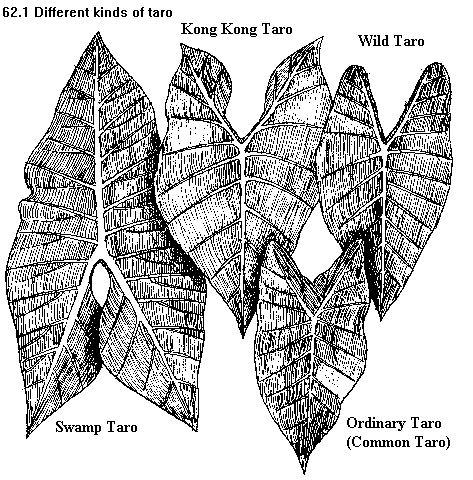 62.1 Different kinds of taro
Kong Kong Taro
Wild Taro
Swamp Taro
Ordinary Taro
(Common Taro)